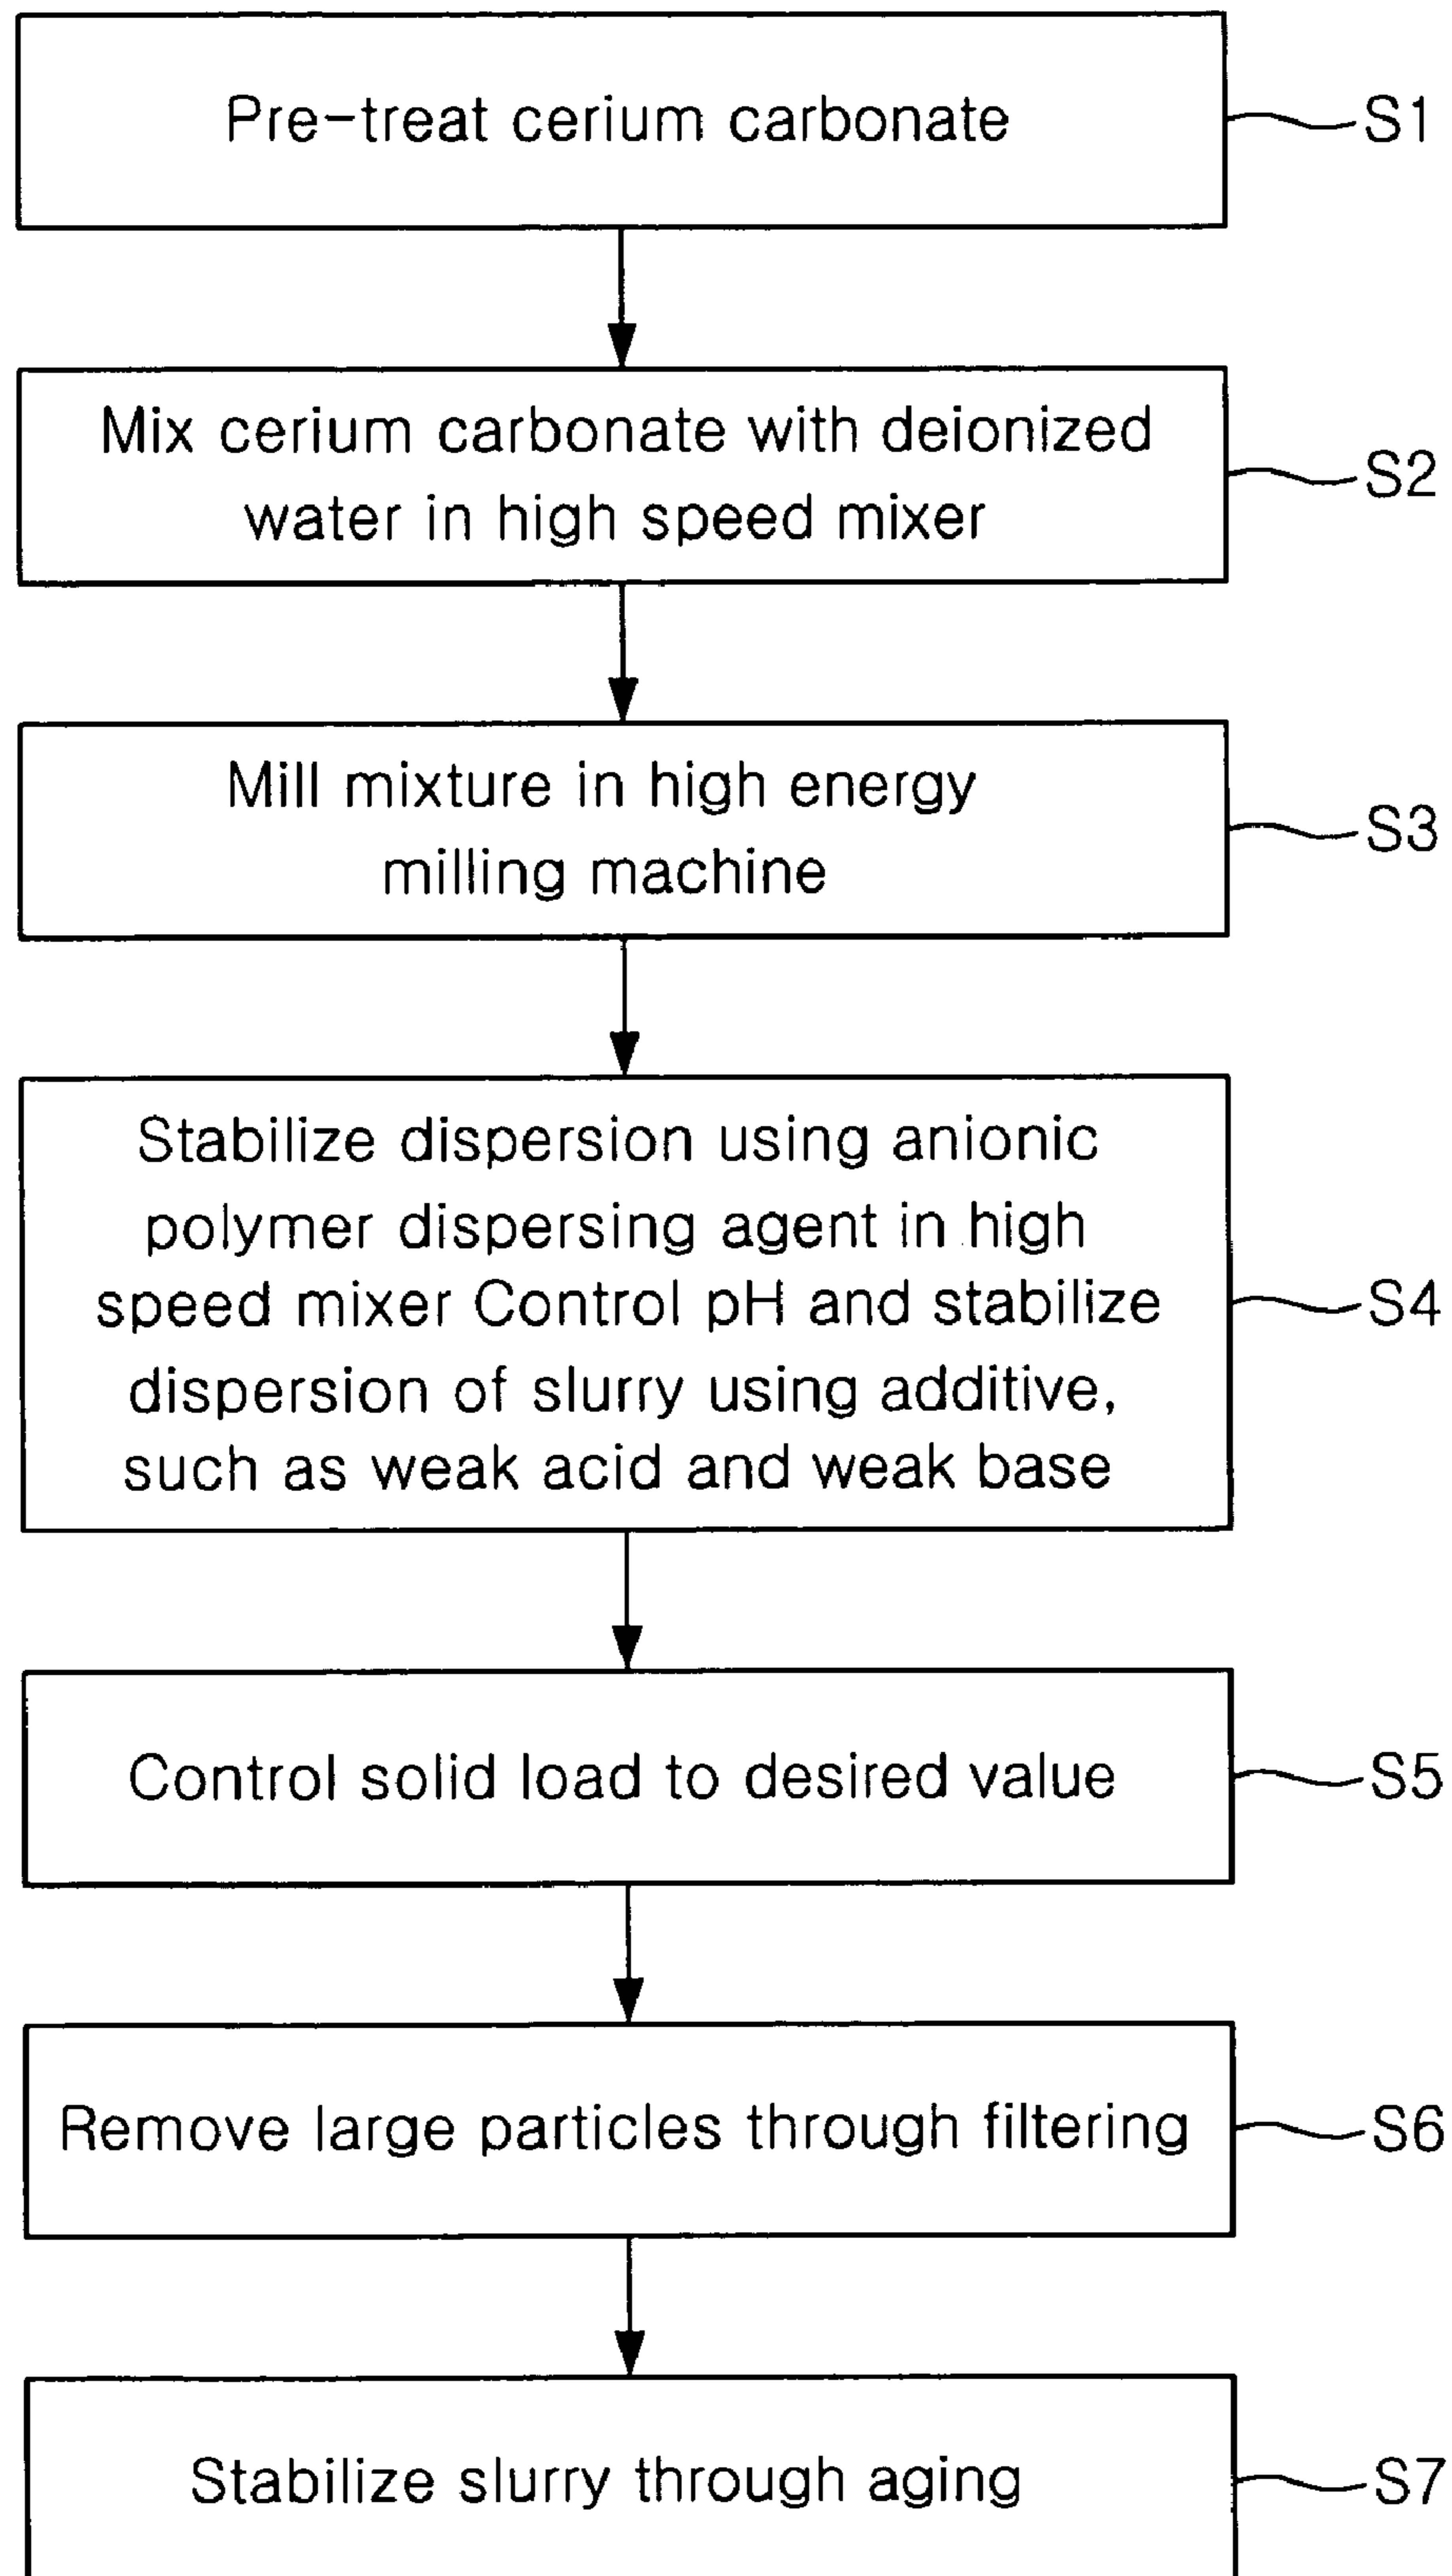 Pre-treat cerium carbonate
S1
Mix cerium carbonate with deionized
water in high speed mixer
S2
Mill mixture in high energy
milling machine
S3
Stabilize dispersion using anionic
polymer dispersing agent in high
speed mixer Control pH and stabilize
dispersion of slurry using additive,
such as weak acid and weak base
S4
Control solid load to desired value
S5
Remove large particles through filtering
S6
Stabilize slurry through aging
S7